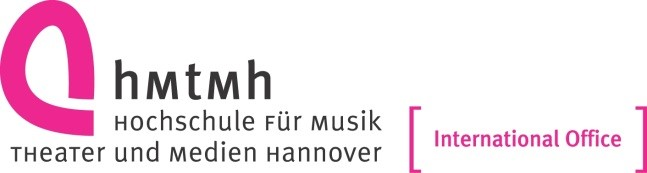 hmtmh
Hochschule für Musik
Theater und Medien Hannover
[ International Office ]